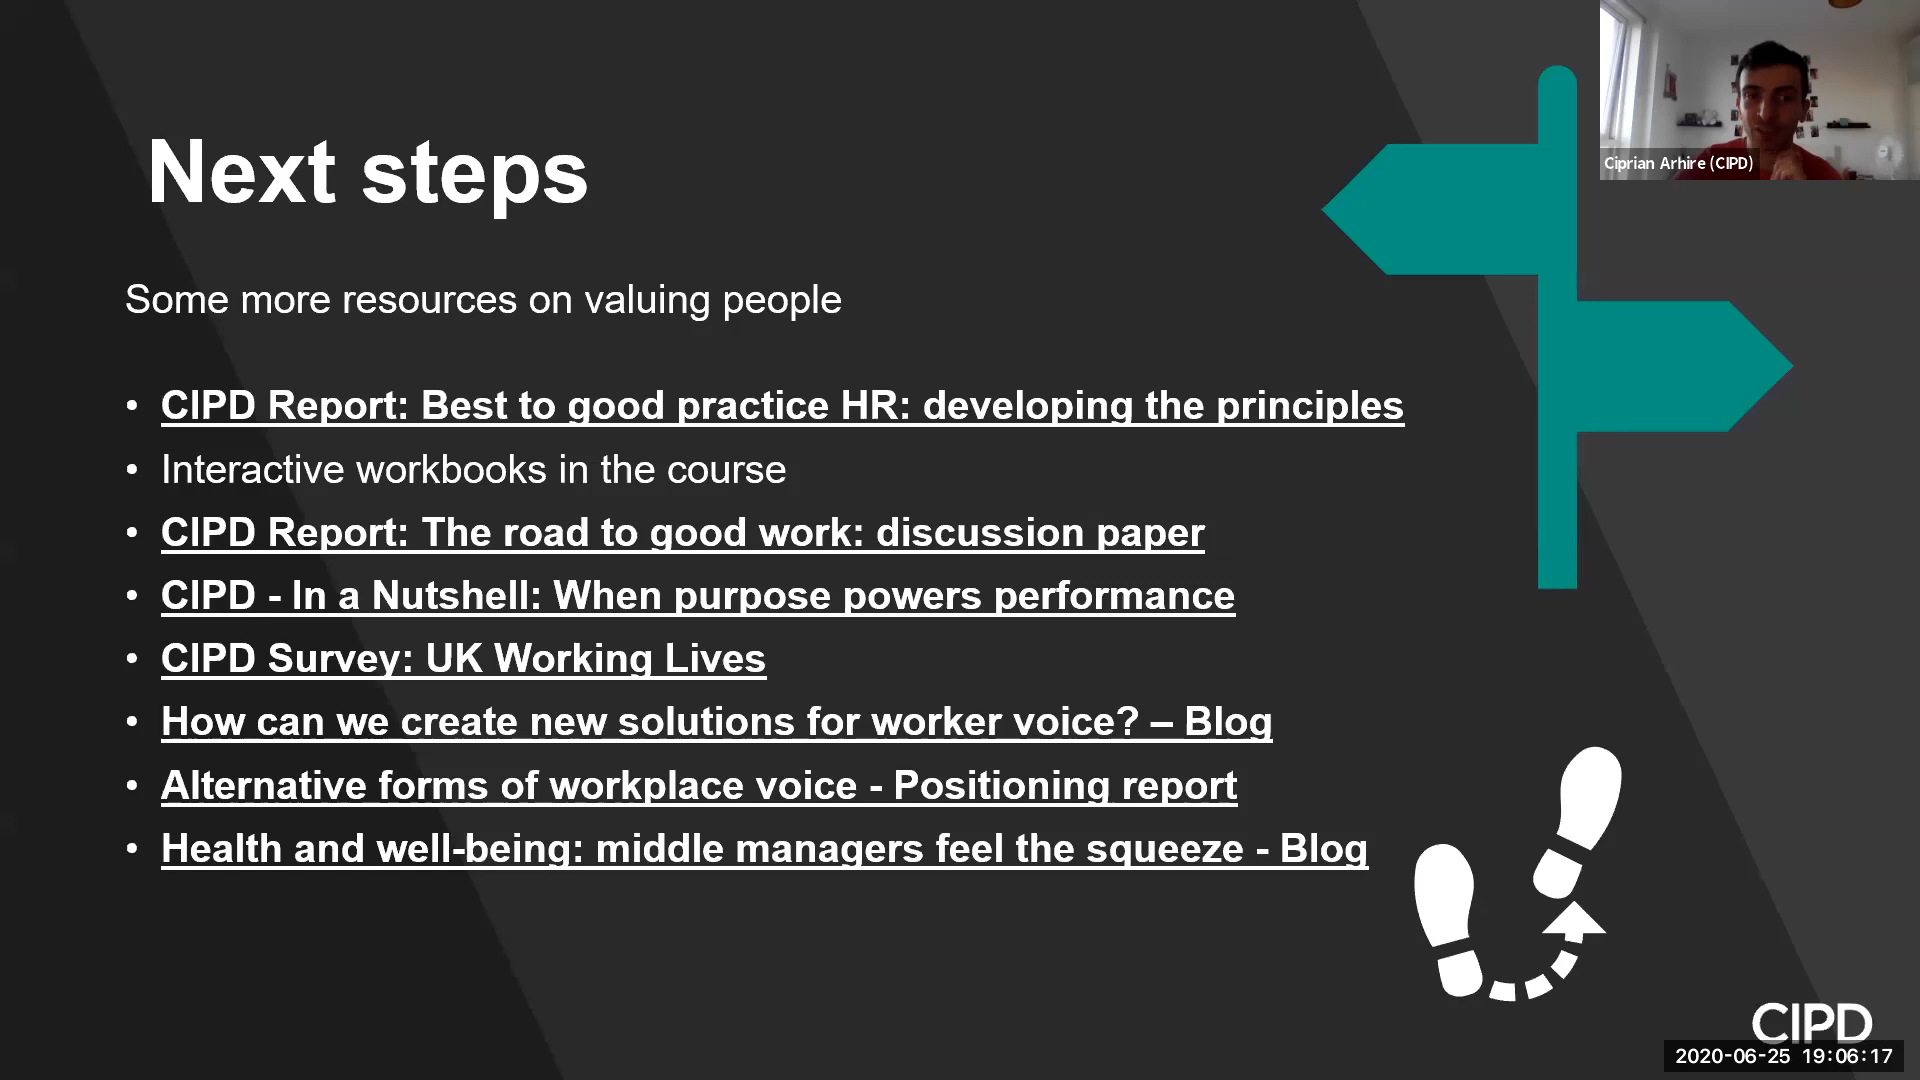 Next steps
Some more resources on valuing people
• CIPD Report: Best to good practice HR: developing the principles
• Interactive workbooks in the course
• CIPD Report: The road to good work: discussion paper
• CIPD - In a Nutshell: When purpose powers performance
• CIPD Survey: UK Working Lives
• How can we create new solutions for worker voice? – Blog
• Alternative forms of workplace voice - Positioning report
• Health and well-being: middle managers feel the squeeze - Blog
Ciprian Arhire (CIPD)
CIPD
2020-06-25 19:06:17